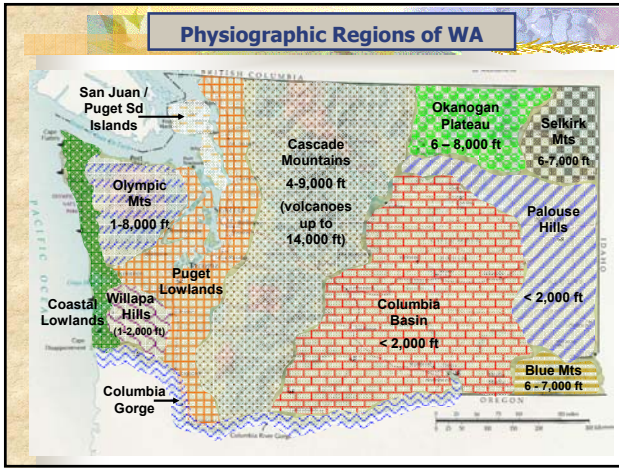 Physiographic Regions of WA
BRITISH COLUMBIA
San Juan /
Puget Sd
Islands
Okanogan
Plateau
6 – 8,000 ft
Selkirk
Mts
6-7,000 ft
Cascade
Mountains
4-9,000 ft
(volcanoes
up to
14,000 ft)
Olympic
Mts
1-8,000 ft
Palouse
Hills
< 2,000 ft
PACIFIC OCEAN
IDAHO
Puget
Lowlands
Coastal
Lowlands
Willapa
Hills
(1-2,000 ft)
Columbia
Basin
< 2,000 ft
Cape
Disappointment
Blue Mts
6 - 7,000 ft
OREGON
Columbia
Gorge
?
Columbia River Gorge